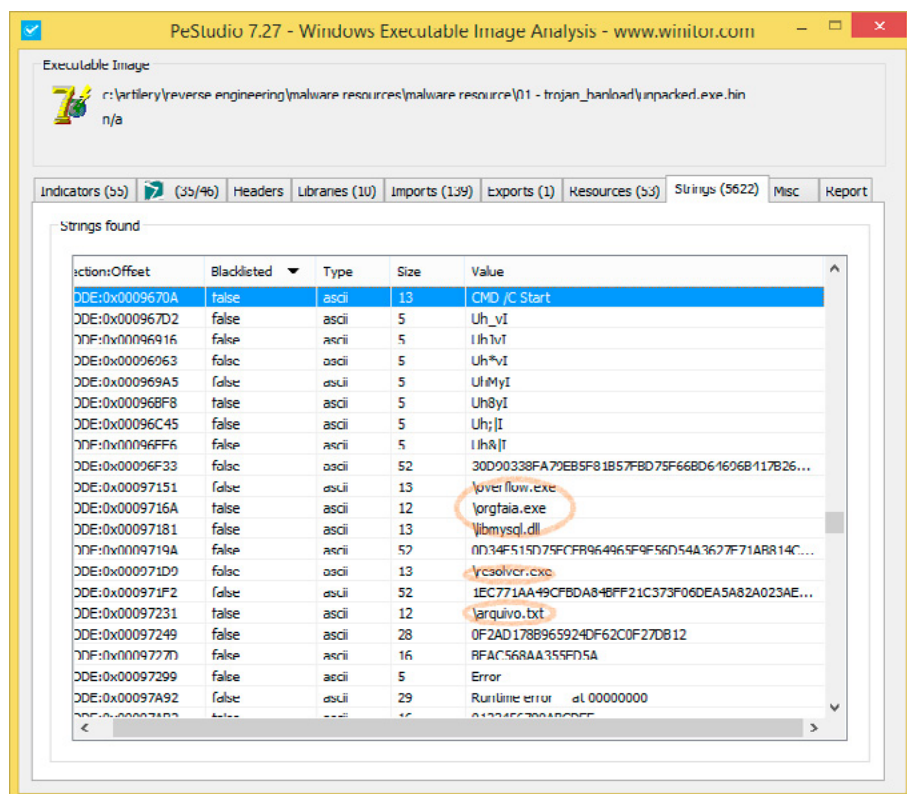 PeStudio 7.27 - Windows Executable Image Analysis - www.winitor.com
Executable Image
c:\artilery\reverse engineering\malware resources\malware resource\01 - trojan_banload\unpacked.exe.bin
n/a
Indicators (55) (35/46) Headers Libraries (10) Imports (139) Exports (1) Resources (53) Strings (5622) Misc Report
Strings found
ection:Offset Blacklisted Type Size Value
ODE:0x0009670A false ascii 13 CMD /C Start
ODE:0x000967D2 false ascii 5 Uh_vI
ODE:0x00096916 false ascii 5 UhJvI
ODE:0x00096963 false ascii 5 Uh*vI
ODE:0x000969A5 false ascii 5 UhMyI
ODE:0x00096BF8 false ascii 5 Uh8yI
ODE:0x00096C45 false ascii 5 Uh;|I
ODE:0x00096EE6 false ascii 5 Uh&|I
ODE:0x00096F33 false ascii 52
ODE:0x00097151 false ascii 13 \overflow.exe
ODE:0x0009716A false ascii 12 \orgfaia.exe
ODE:0x00097181 false ascii 13 \libmysql.dll
ODE:0x0009719A false ascii 52
ODE:0x000971D9 false ascii 13 \resolver.exe
ODE:0x000971F2 false ascii 52 1EC771AA49CFBDA84BFF21C373F06DEA5A82A023AE...
ODE:0x00097231 false ascii 12 \arquivo.txt
ODE:0x00097249 false ascii 28 0F2AD178B965924DF62C0F27DB12
ODE:0x0009727D false ascii 16 BEAC568AA355ED5A
ODE:0x00097299 false ascii 5 Error
ODE:0x00097A92 false ascii 29 Runtime error at 00000000